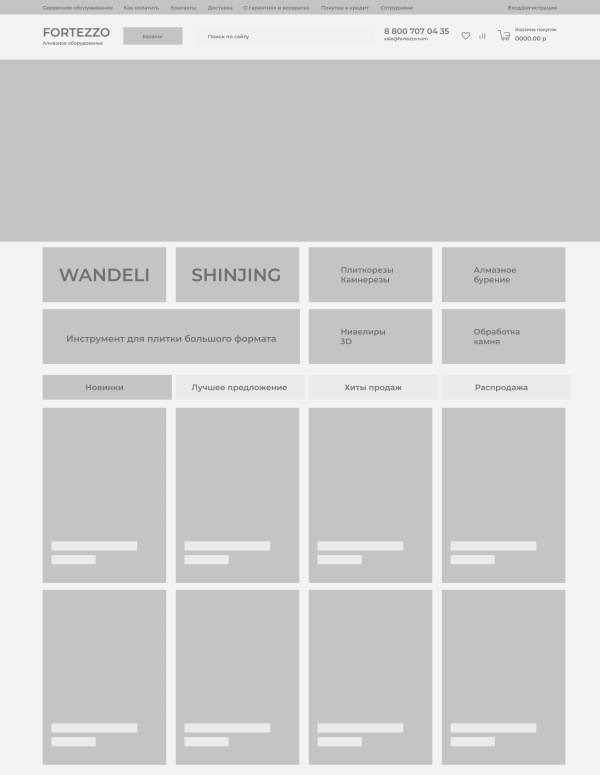 Сервисное обслуживание Как оплатить Контакты Доставка О гарантиях и возвратах Покупка в кредит Сотрудники Вход/регистрация
FORTEZZO
Алмазное оборудование
Каталог
Поиск по сайту
8 800 707 04 35
sale@fortezzo.com
Корзина покупок
0000.00 р
WANDELI
SHINJING
Плиткорезы
Камнерезы
Алмазное
бурение
Инструмент для плитки большого формата
Нивелиры
3D
Обработка
камня
Новинки
Лучшее предложение
Хиты продаж
Распродажа